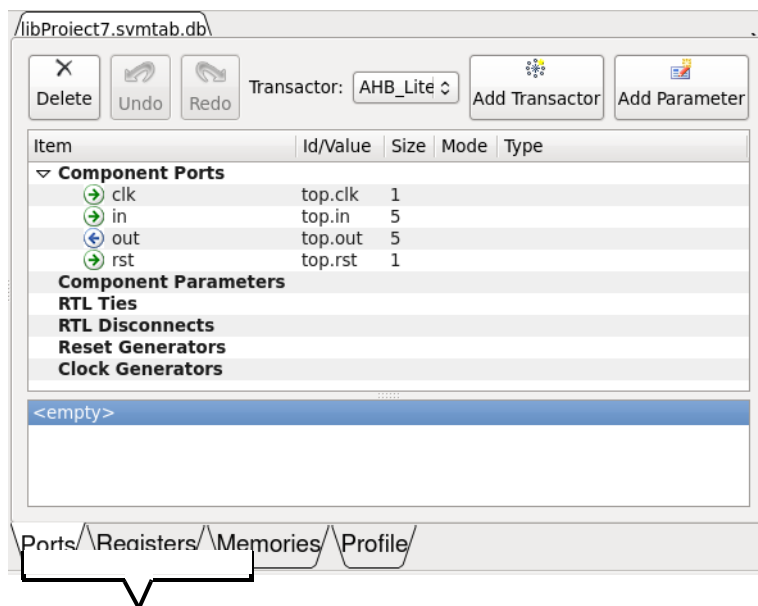 libProject7.svmtab.db
Delete Undo Redo Transactor: AHB_Lite Add Transactor Add Parameter
Item Id/Value Size Mode Type
Component Ports
clk top.clk 1
in top.in 5
out top.out 5
rst top.rst 1
Component Parameters
RTL Ties
RTL Disconnects
Reset Generators
Clock Generators
<empty>
Ports Registers Memories Profile